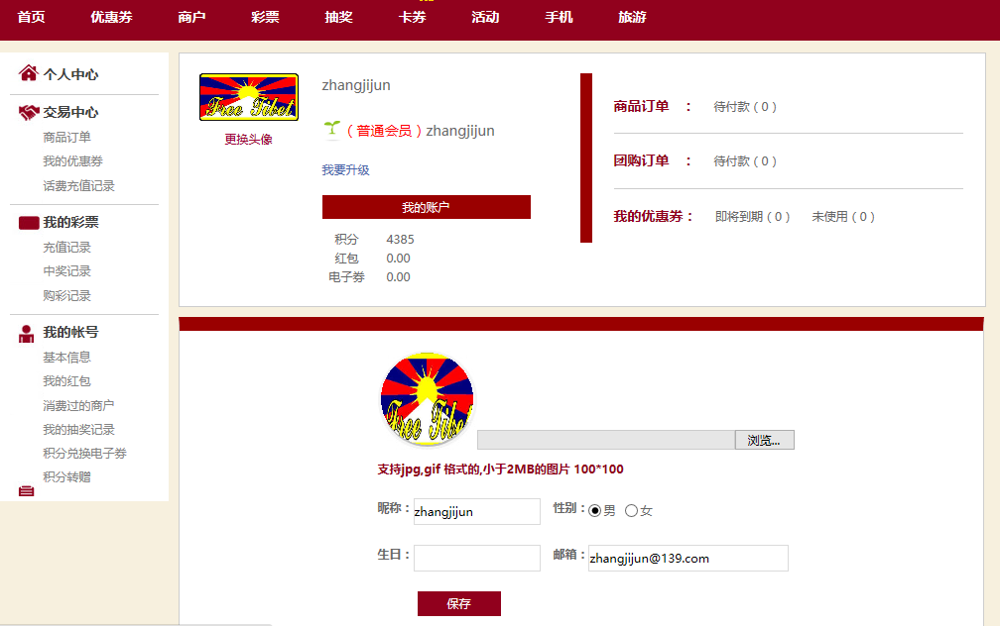 首页 优惠券 商户 彩票 抽奖 卡券 活动 手机 旅游
个人中心
交易中心
商品订单
我的优惠券
话费充值记录
我的彩票
充值记录
中奖记录
购彩记录
我的帐号
基本信息
我的红包
消费过的商户
我的抽奖记录
积分兑换电子券
积分转赠
Free Tibet
更换头像
zhangjijun
（普通会员）zhangjijun
我要升级
我的账户
积分 4385
红包 0.00
电子券 0.00
商品订单 ： 待付款（0）
团购订单 ： 待付款（0）
我的优惠券： 即将到期（0） 未使用（0）
Free Tibet
浏览...
支持jpg,gif 格式的,小于2MB的图片 100*100
昵称：zhangjijun 性别：男 女
生日： 邮箱：zhangjijun@139.com
保存